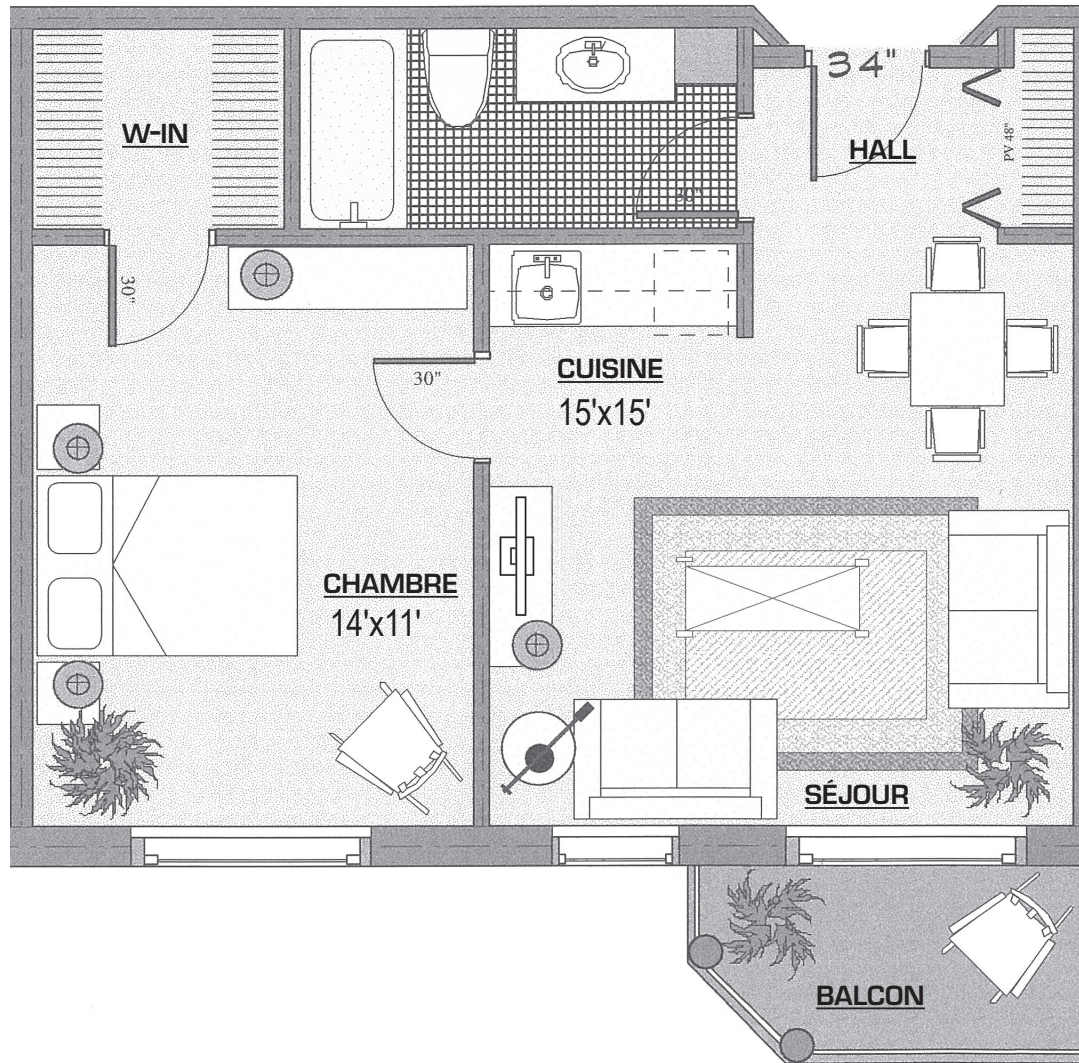 34"
W-IN
HALL
PV 48"
30"
30"
30"
CUISINE
15'x15'
CHAMBRE
14'x11'
SÉJOUR
BALCON